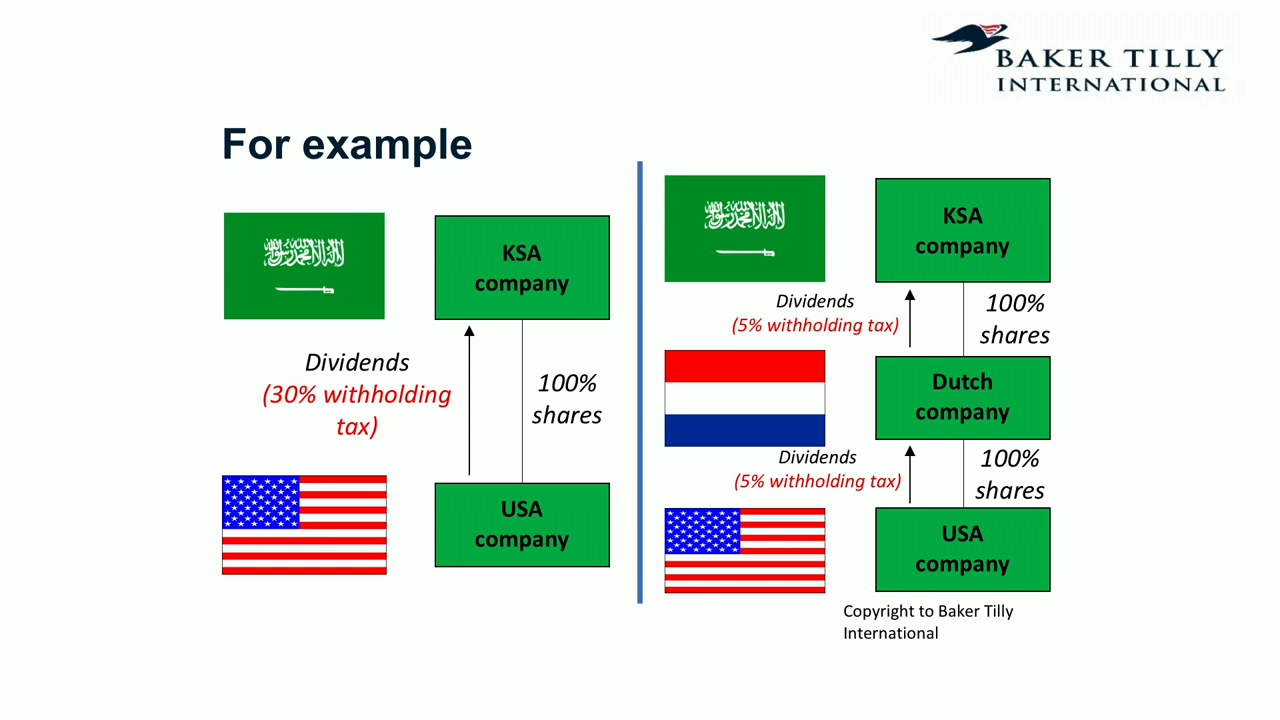 BAKER TILLY
INTERNATIONAL
For example
KSA
company
Dividends
(30% withholding
tax)
100%
shares
USA
company
KSA
company
Dividends
(5% withholding tax)
100%
shares
Dutch
company
Dividends
(5% withholding tax)
100%
shares
USA
company
Copyright to Baker Tilly
International